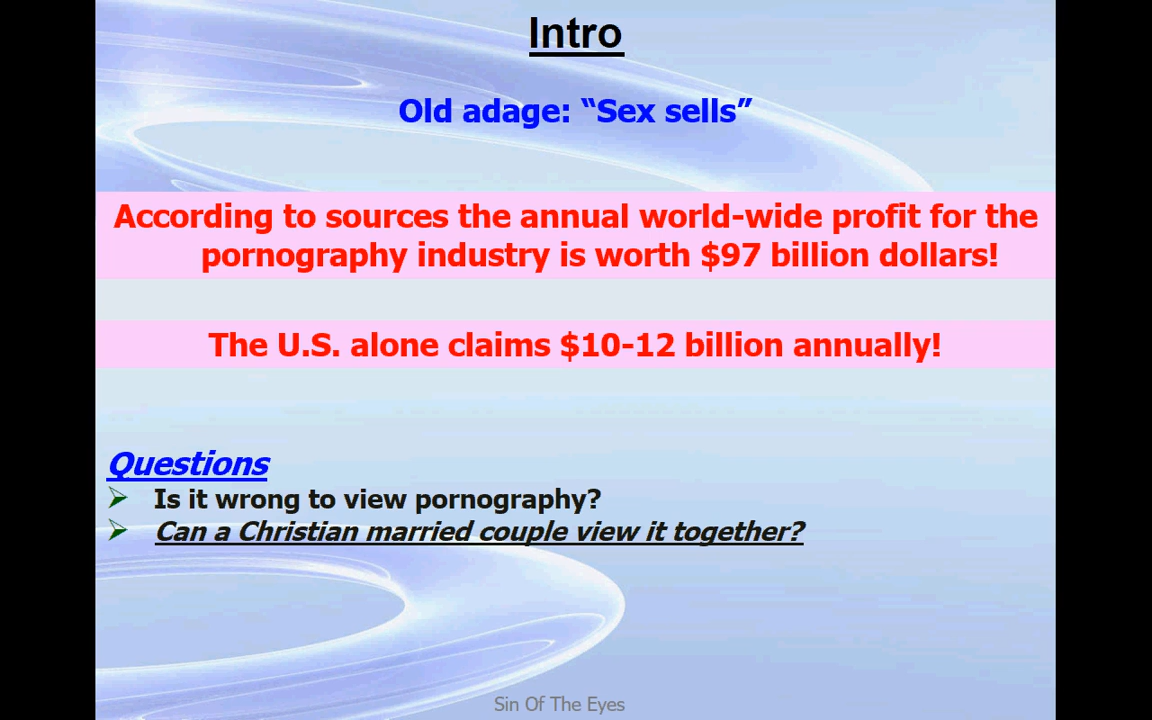 Intro
Old adage: “Sex sells”
According to sources the annual world-wide profit for the
pornography industry is worth $97 billion dollars!
The U.S. alone claims $10-12 billion annually!
Questions
Is it wrong to view pornography?
Can a Christian married couple view it together?
Sin Of The Eyes